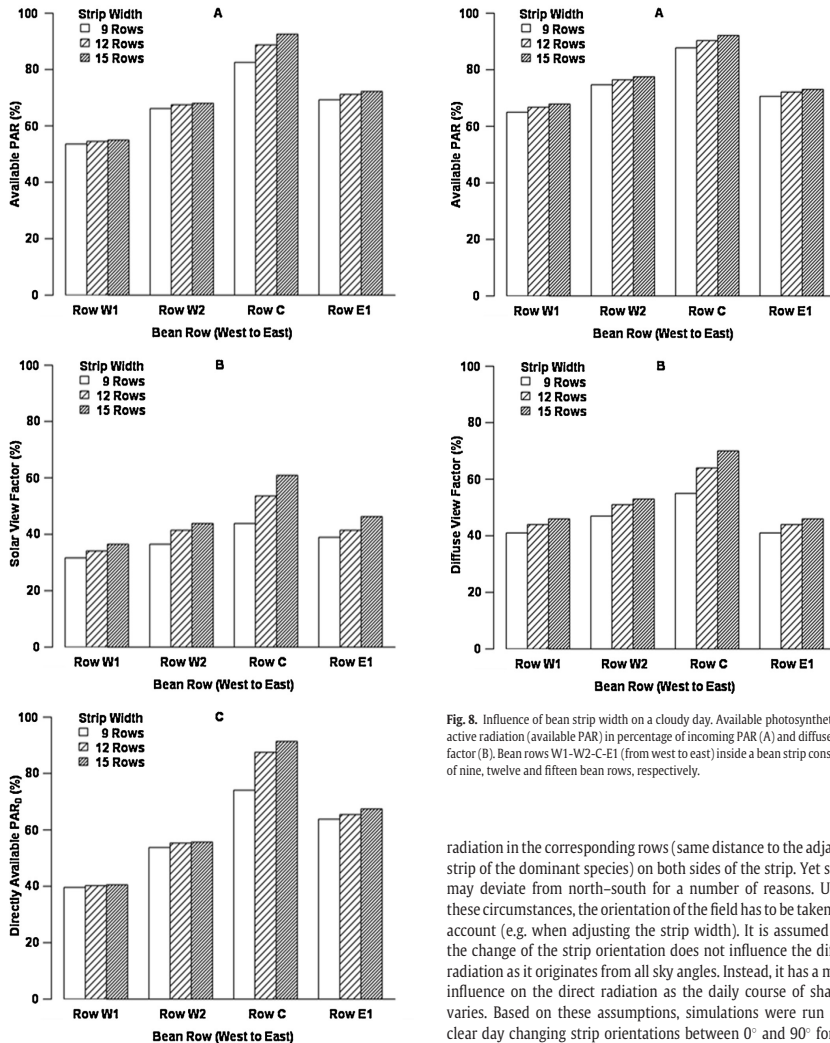 Strip Width
9 Rows
12 Rows
15 Rows
A
100
80
60
40
20
0
Available PAR (%)
Row W1 Row W2 Row C Row E1
Bean Row (West to East)
Strip Width
9 Rows
12 Rows
15 Rows
B
100
80
60
40
20
0
Solar View Factor (%)
Row W1 Row W2 Row C Row E1
Bean Row (West to East)
Strip Width
9 Rows
12 Rows
15 Rows
C
100
80
60
40
20
0
Directly Available PAR₀ (%)
Row W1 Row W2 Row C Row E1
Bean Row (West to East)
Strip Width
9 Rows
12 Rows
15 Rows
A
100
80
60
40
20
0
Available PAR (%)
Row W1 Row W2 Row C Row E1
Bean Row (West to East)
Strip Width
9 Rows
12 Rows
15 Rows
B
100
80
60
40
20
0
Diffuse View Factor (%)
Row W1 Row W2 Row C Row E1
Bean Row (West to East)
Fig. 8. Influence of bean strip width on a cloudy day. Available photosynthet
active radiation (available PAR) in percentage of incoming PAR (A) and diffuse
factor (B). Bean rows W1-W2-C-E1 (from west to east) inside a bean strip cons
of nine, twelve and fifteen bean rows, respectively.
radiation in the corresponding rows (same distance to the adja
strip of the dominant species) on both sides of the strip. Yet s
may deviate from north–south for a number of reasons. U
these circumstances, the orientation of the field has to be taken
account (e.g. when adjusting the strip width). It is assumed
the change of the strip orientation does not influence the di
radiation as it originates from all sky angles. Instead, it has a m
influence on the direct radiation as the daily course of sha
varies. Based on these assumptions, simulations were run
clear day changing strip orientations between 0° and 90° for